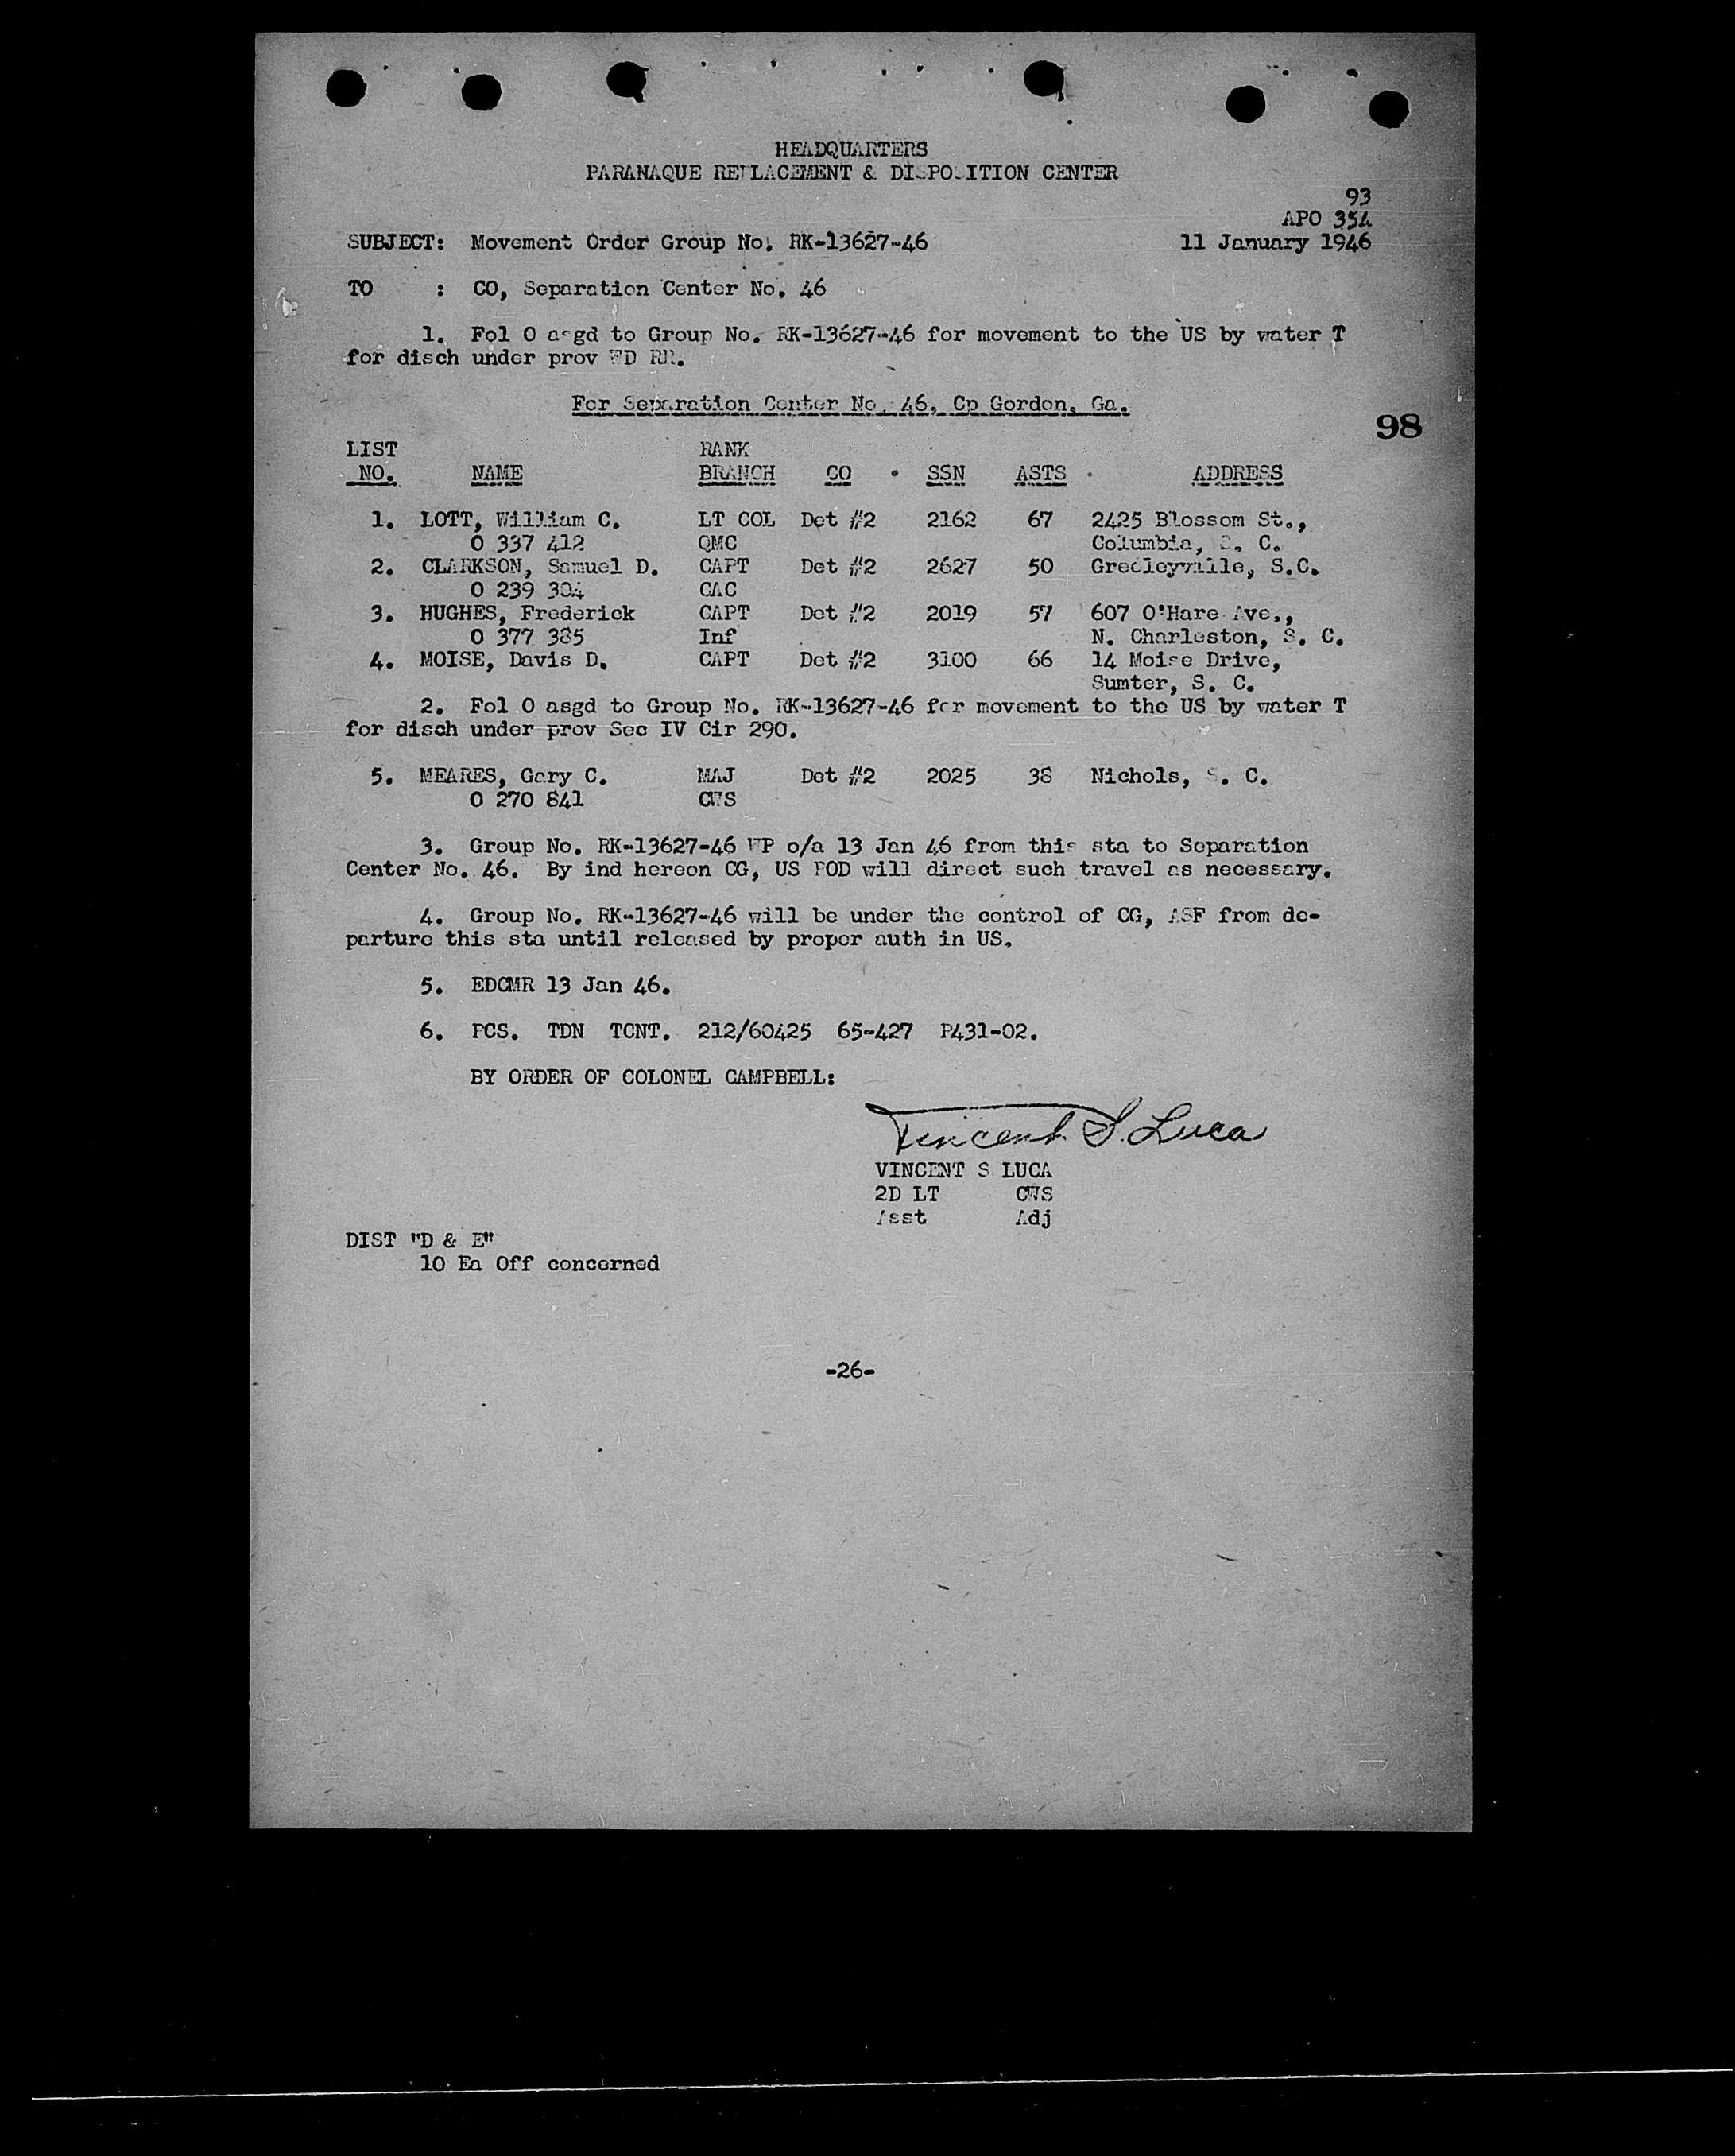 HEADQUARTERS
PARANAQUE REPLACEMENT & DISPOSITION CENTER
93
APO 354
SUBJECT: Movement Order Group No. RK-13627-46 11 January 1946
TO : CO, Separation Center No. 46
1. Fol O asgd to Group No. RK-13627-46 for movement to the US by water T
for disch under prov WD RR.
For Separation Center No. 46, Cp Gordon, Ga.
98
LIST RANK
NO. NAME BRANCH CO SSN ASTS ADDRESS
1. LOTT, William C. LT COL Det #2 2162 67 2425 Blossom St.,
O 337 412 QMC Columbia, S. C.
2. CLARKSON, Samuel D. CAPT Det #2 2627 50 Greeleyville, S.C.
O 239 304 CAC
3. HUGHES, Frederick CAPT Det #2 2019 57 607 O'Hare Ave.,
O 377 385 Inf N. Charleston, S. C.
4. MOISE, Davis D. CAPT Det #2 3100 66 14 Moise Drive,
Sumter, S. C.
2. Fol O asgd to Group No. RK-13627-46 for movement to the US by water T
for disch under prov Sec IV Cir 290.
5. MEARES, Gary C. MAJ Det #2 2025 38 Nichols, S. C.
O 270 841 CWS
3. Group No. RK-13627-46 WP o/a 13 Jan 46 from this sta to Separation
Center No. 46. By ind hereon CG, US POD will direct such travel as necessary.
4. Group No. RK-13627-46 will be under the control of CG, ASF from de-
parture this sta until released by proper auth in US.
5. EDCMR 13 Jan 46.
6. PCS. TDN TCNT. 212/60425 65-427 P431-02.
BY ORDER OF COLONEL CAMPBELL:
Vincent S. Luca
VINCENT S LUCA
2D LT CWS
Asst Adj
DIST "D & E"
10 Ea Off concerned
-26-